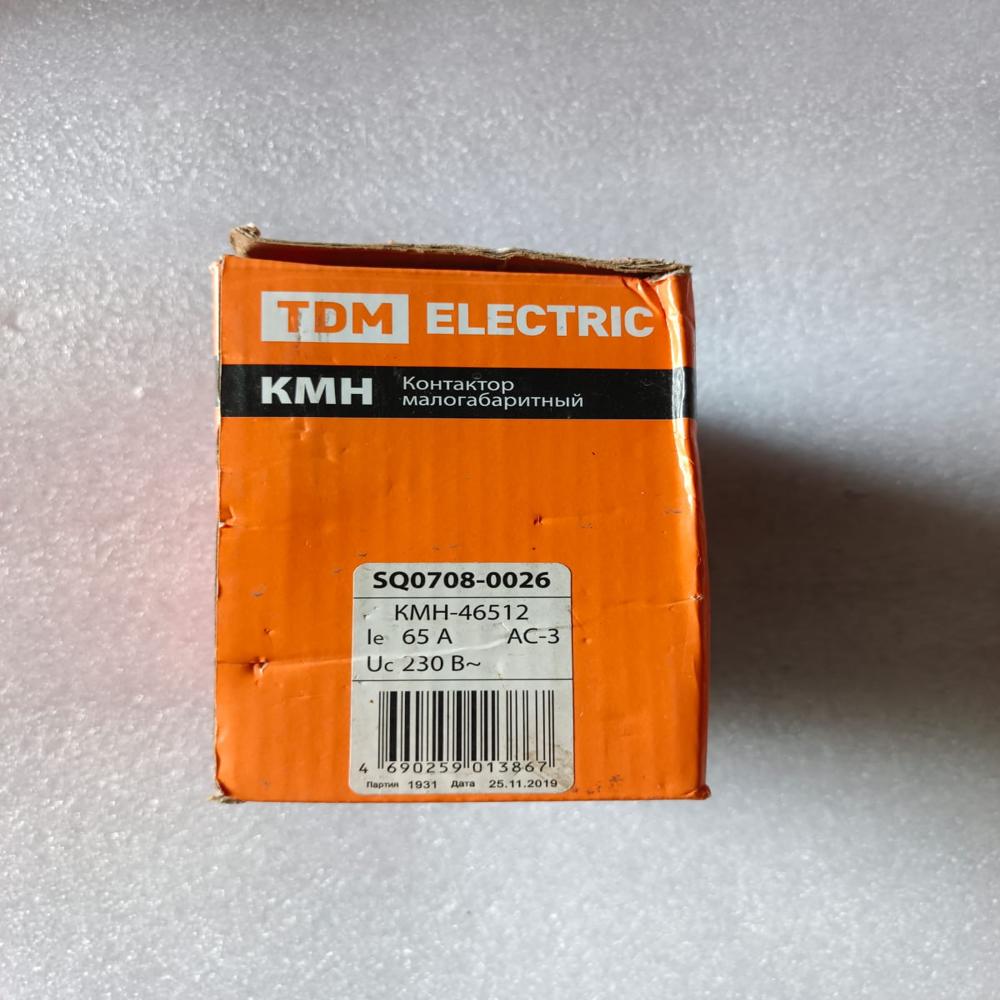 TDM ELECTRIC
КМН Контактор
малогабаритный
SQ0708-0026
КМН-46512
Ie 65 А АС-3
Uc 230 В~
4 690259 013867
Партия 1931 Дата 25.11.2019